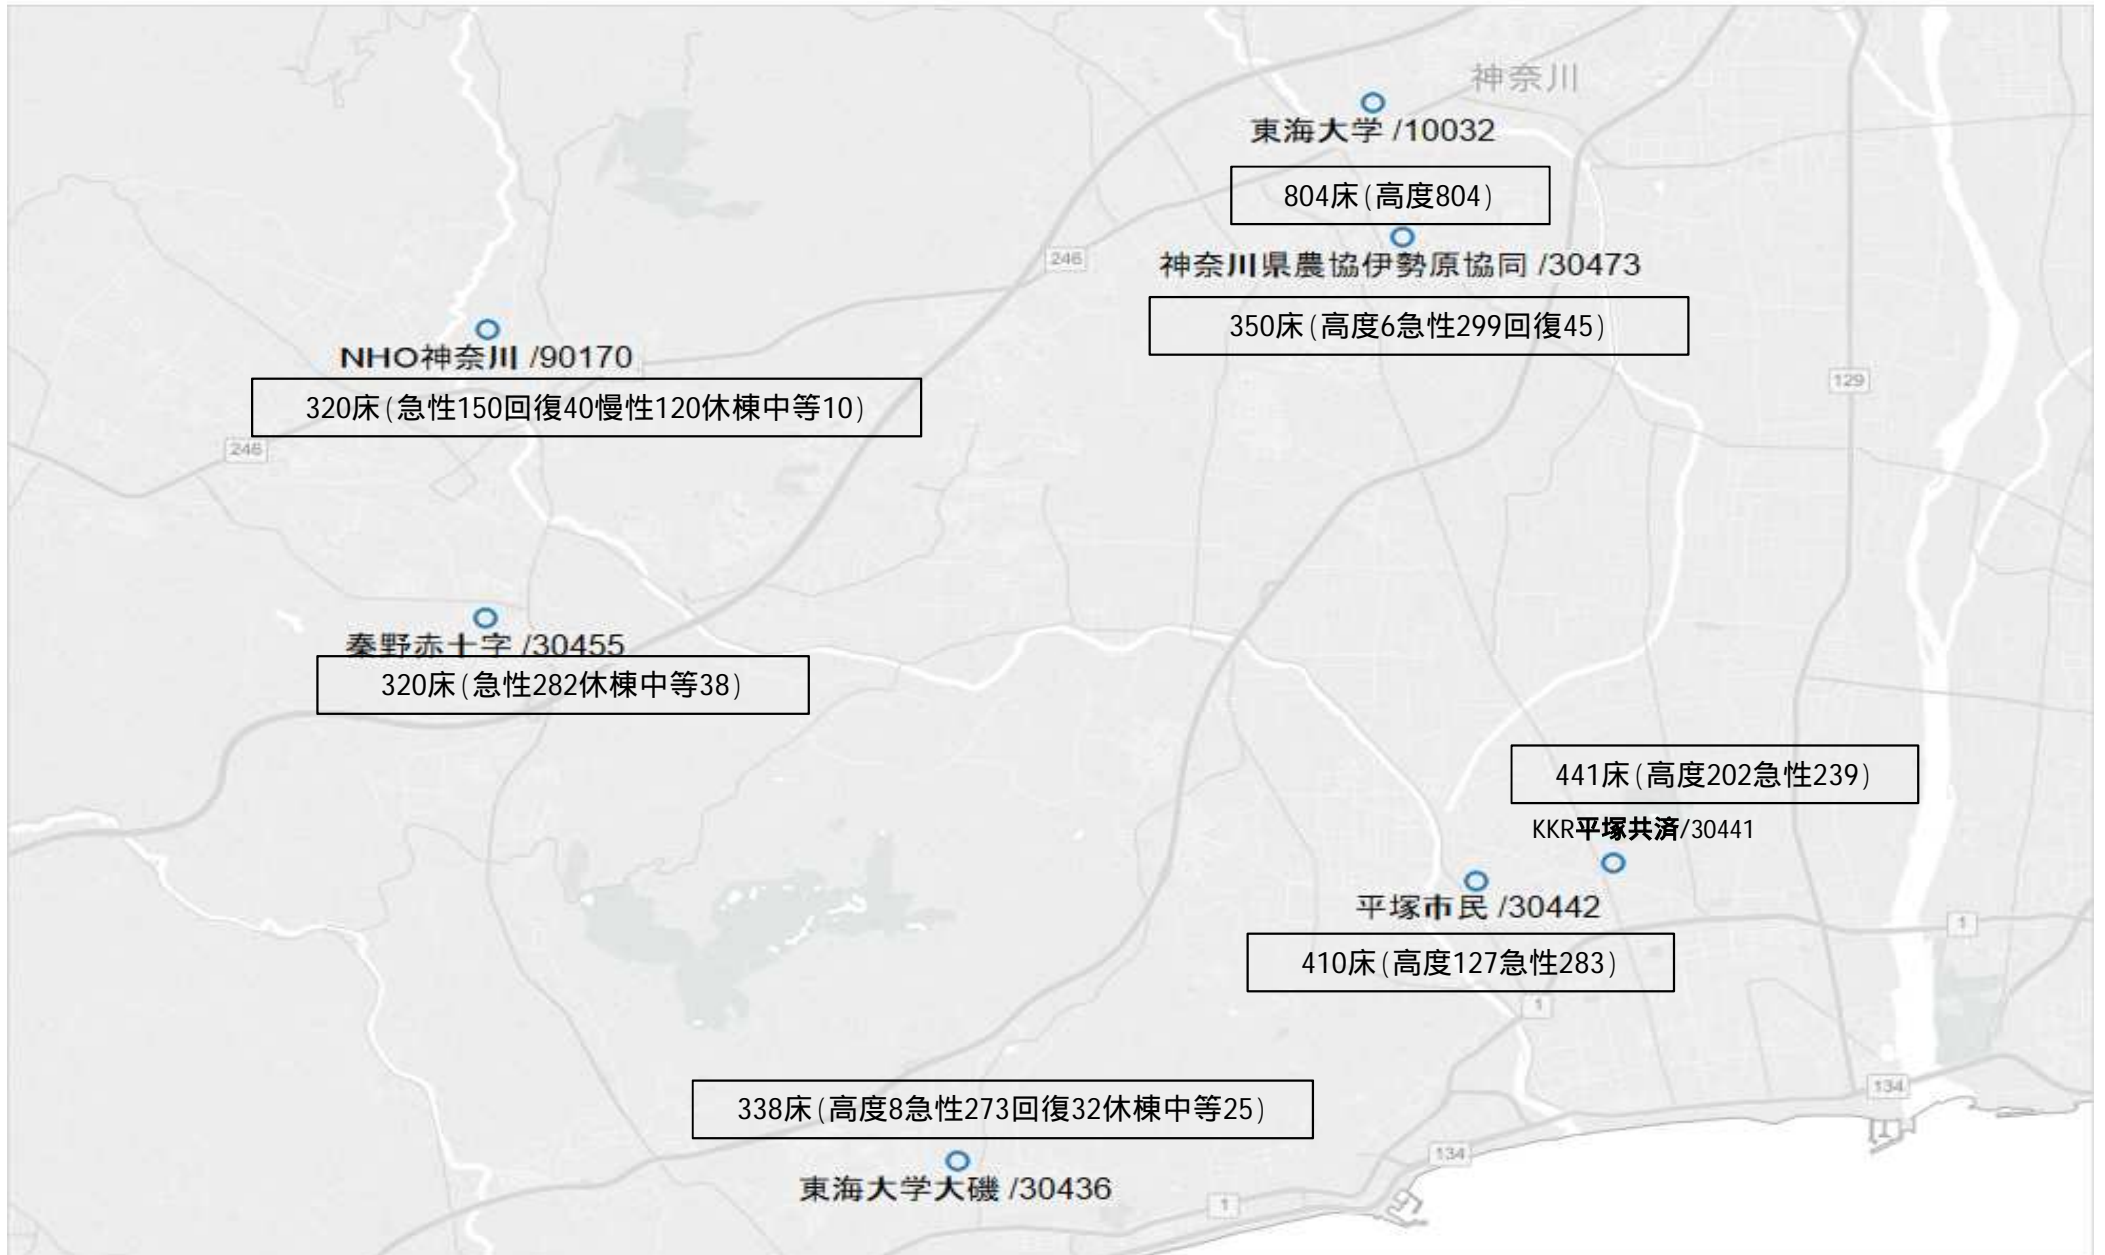 神奈川
東海大学 /10032
804床(高度804)
神奈川県農協伊勢原協同 /30473
246
350床(高度6急性299回復45)
NHO神奈川 /90170
129
320床(急性150回復40慢性120休棟中等10)
246
秦野赤十字 /30455
320床(急性282休棟中等38)
441床(高度202急性239)
KKR平塚共済/30441
平塚市民 /30442
1
410床(高度127急性283)
1
134
338床(高度8急性273回復32休棟中等25)
134
東海大学大磯 /30436
1